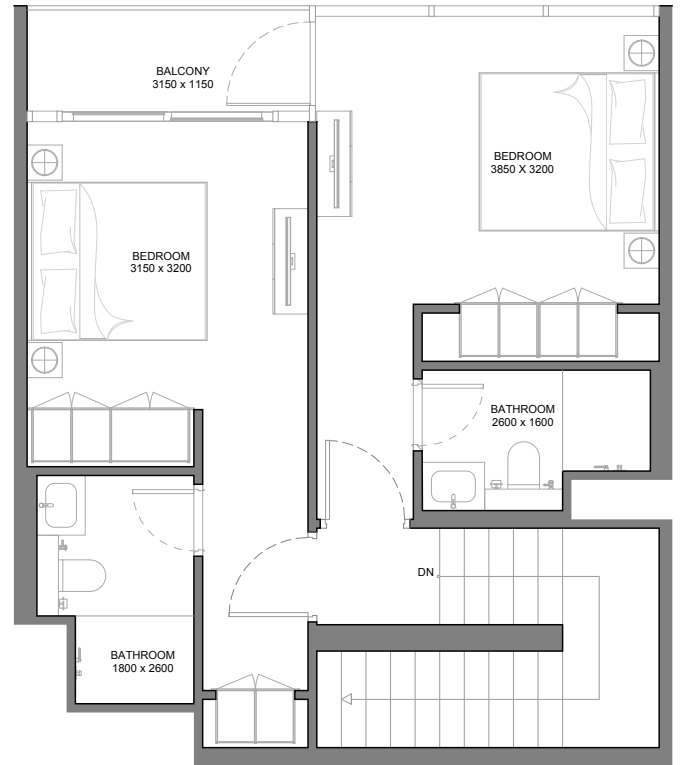 BALCONY
3150 x 1150
BEDROOM
3850 X 3200
BEDROOM
3150 x 3200
BATHROOM
2600 x 1600
DN
BATHROOM
1800 x 2600